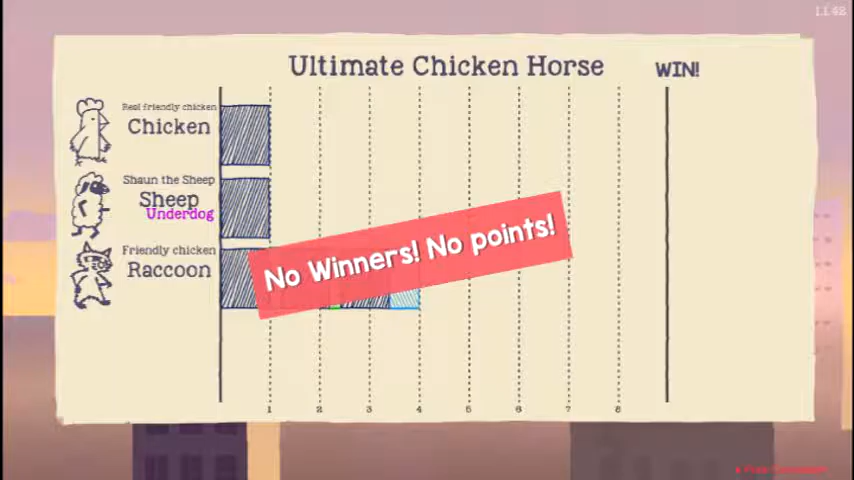 1.1.42
Ultimate Chicken Horse
WIN!
Real friendly chicken
Chicken
Shaun the Sheep
Sheep
Underdog
No Winners! No points!
Friendly chicken
Raccoon
1 2 3 4 5 6 7 8